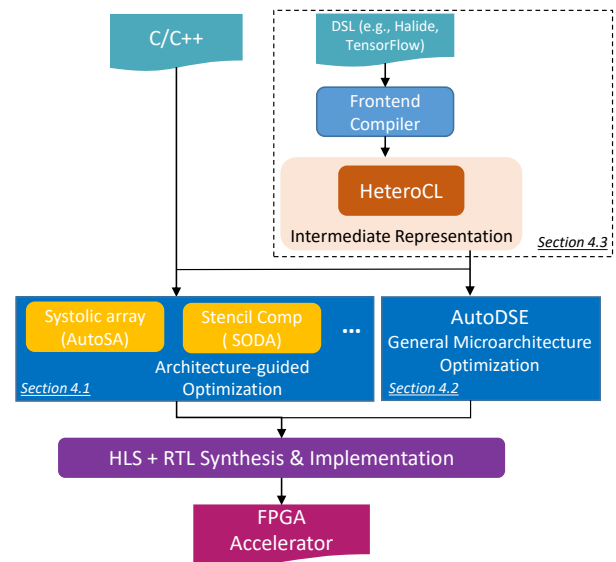 C/C++
DSL (e.g., Halide,
TensorFlow)
Frontend
Compiler
HeteroCL
Intermediate Representation
Section 4.3
Systolic array
(AutoSA)
Stencil Comp
( SODA)
...
Architecture-guided
Optimization
Section 4.1
AutoDSE
General Microarchitecture
Optimization
Section 4.2
HLS + RTL Synthesis & Implementation
FPGA
Accelerator